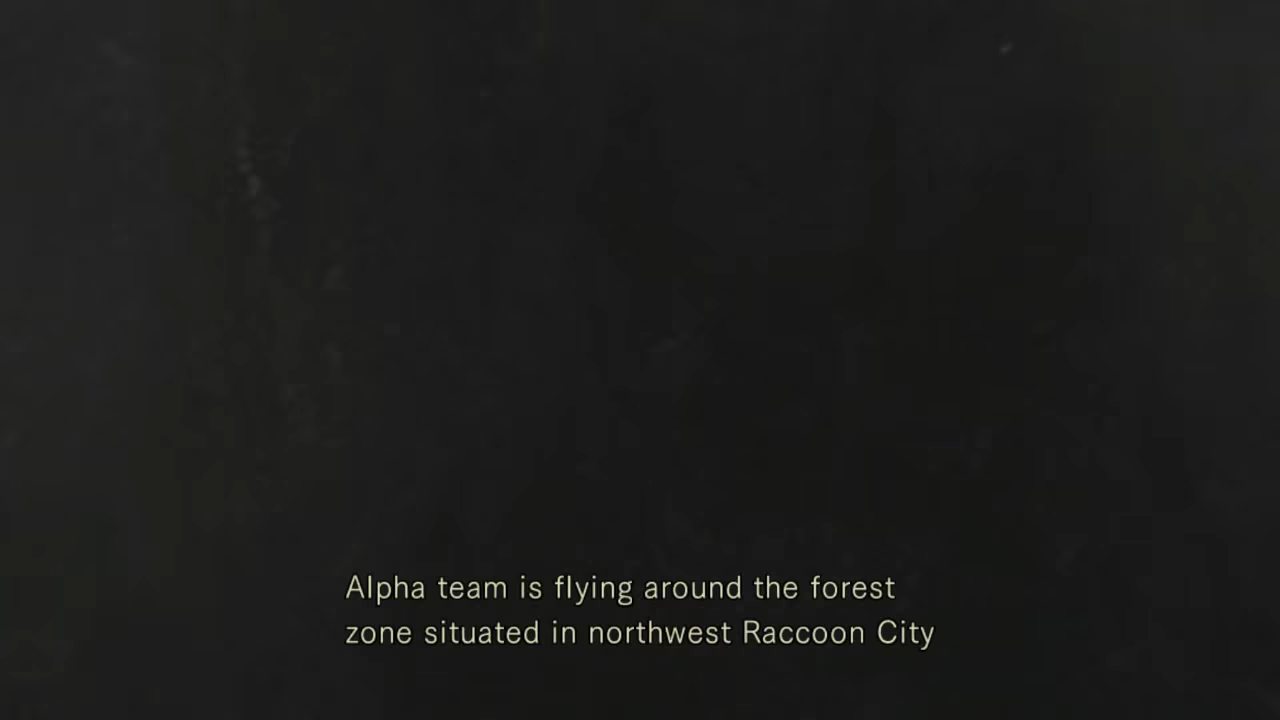 Alpha team is flying around the forest
zone situated in northwest Raccoon City